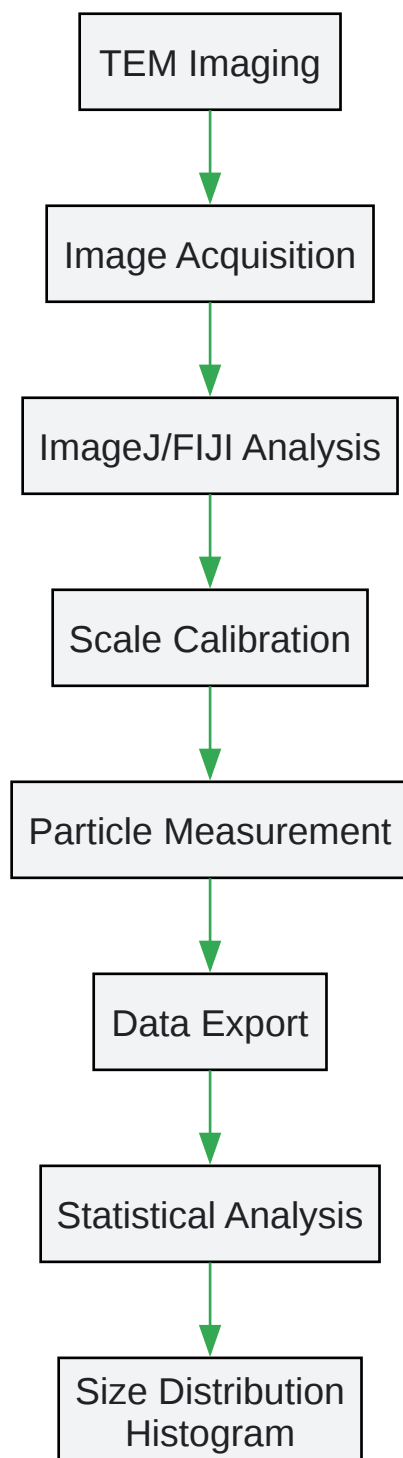 TEM Imaging
Image Acquisition
ImageJ/FIJI Analysis
Scale Calibration
Particle Measurement
Data Export
Statistical Analysis
Size Distribution
Histogram